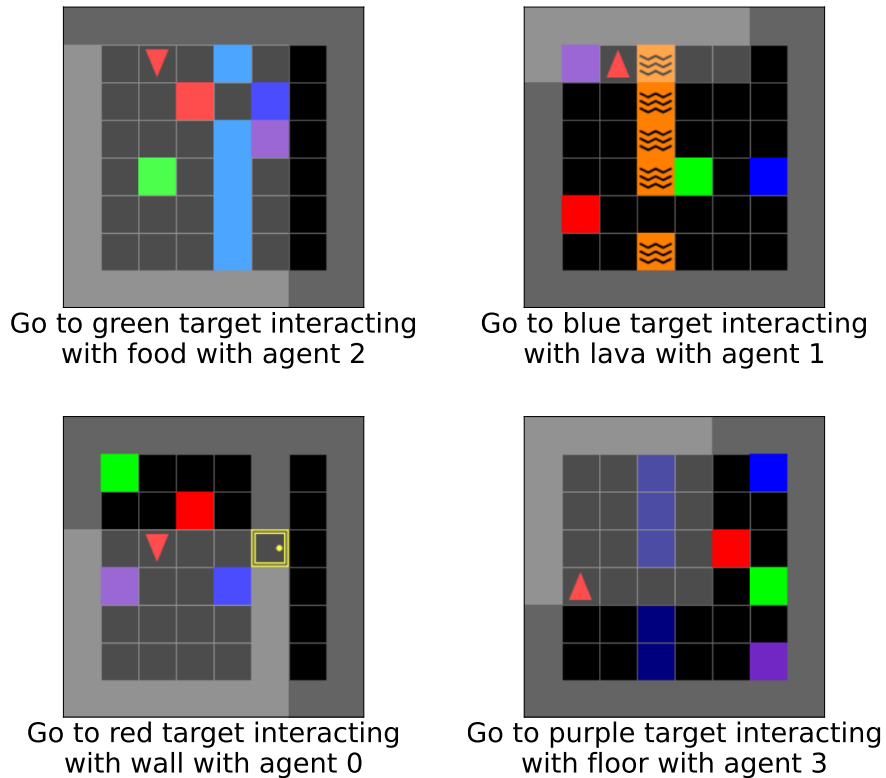 Go to green target interacting
with food with agent 2
Go to blue target interacting
with lava with agent 1
Go to red target interacting
with wall with agent 0
Go to purple target interacting
with floor with agent 3